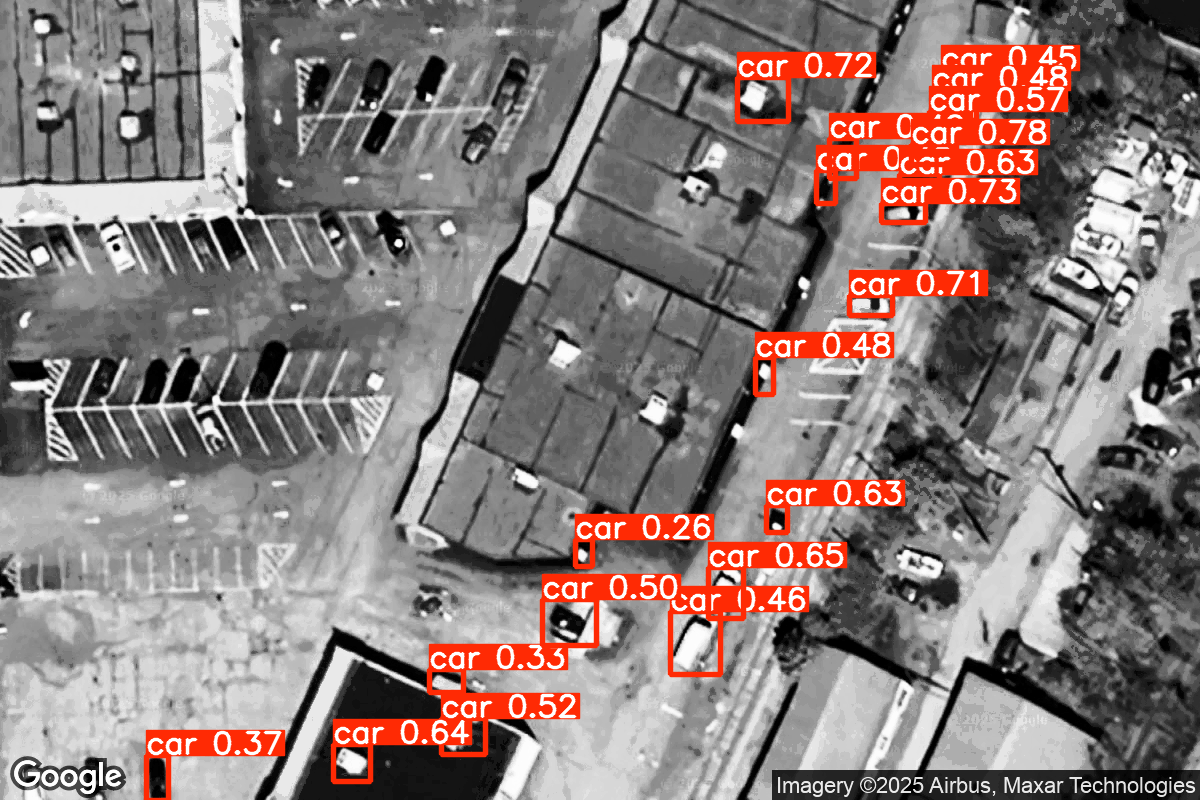 car 0.45
car 0.72
car 0.48
car 0.57
car 0.78
car 0.63
car 0.73
car 0.71
car 0.48
car 0.63
car 0.26
car 0.65
car 0.50
car 0.46
car 0.33
car 0.52
car 0.64
car 0.37
Google
Imagery ©2025 Airbus, Maxar Technologies